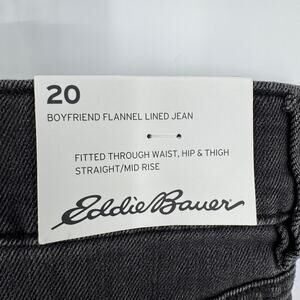 20
BOYFRIEND FLANNEL LINED JEAN
FITTED THROUGH WAIST, HIP & THIGH
STRAIGHT/MID RISE
Eddie Bauer